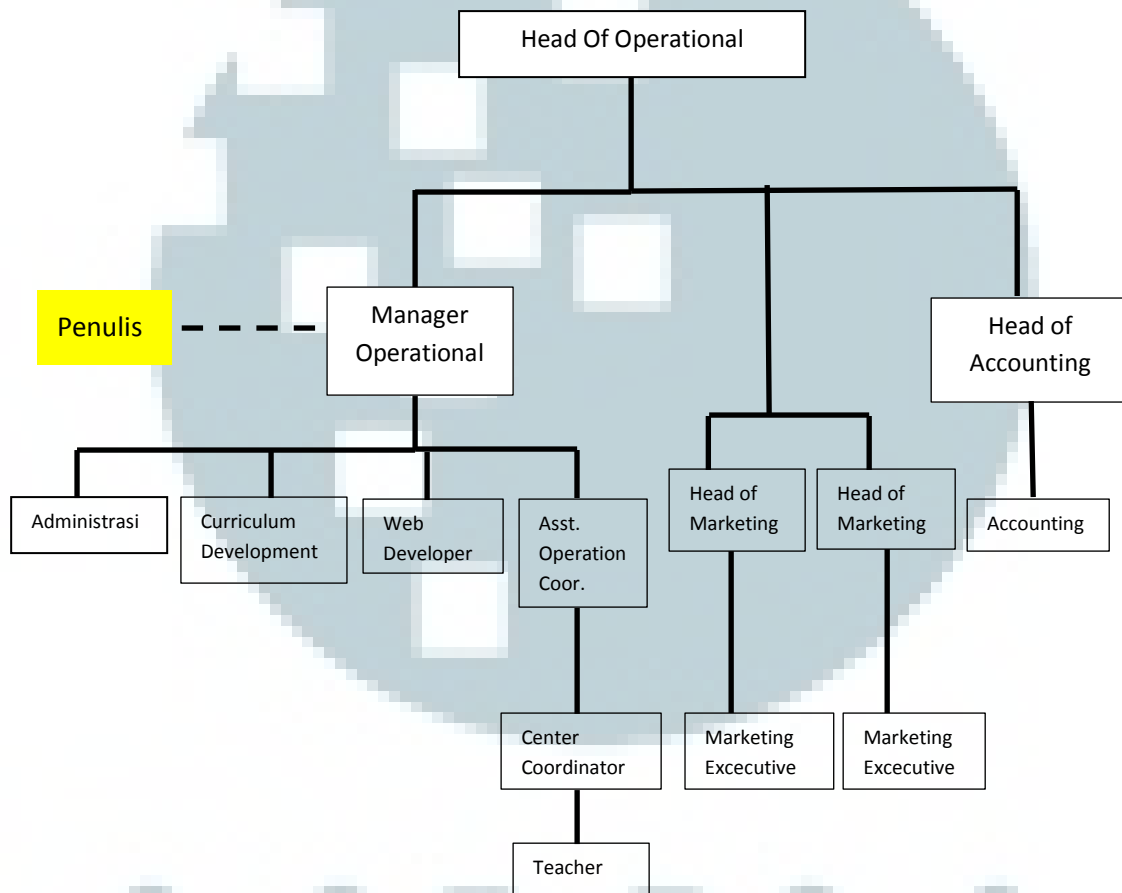 Head Of Operational
Penulis
Manager
Operational
Head of
Accounting
Administrasi
Curriculum
Development
Web
Developer
Asst.
Operation
Coor.
Head of
Marketing
Head of
Marketing
Accounting
Center
Coordinator
Marketing
Excecutive
Marketing
Excecutive
Teacher